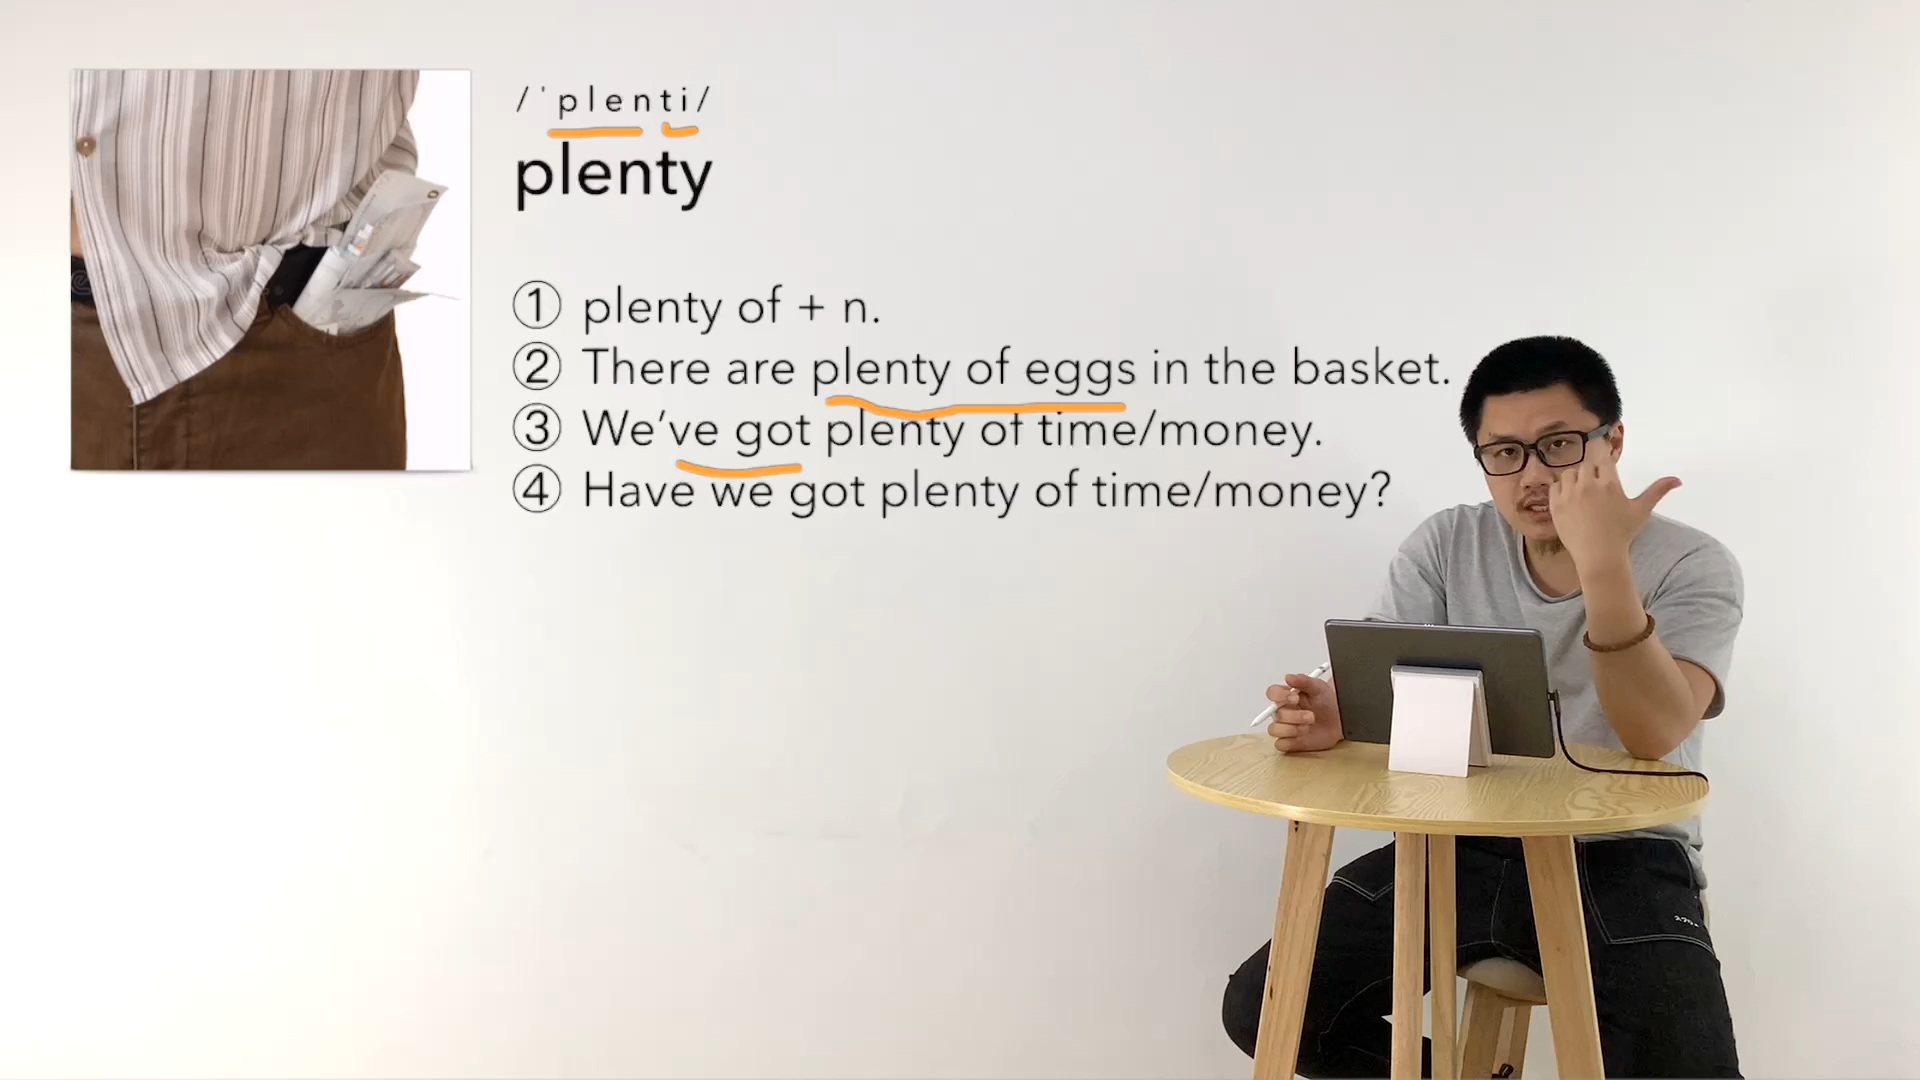 /ˈplenti/
plenty
① plenty of + n.
② There are plenty of eggs in the basket.
③ We've got plenty of time/money.
④ Have we got plenty of time/money?